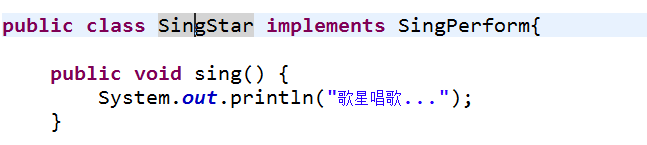 public class SingStar implements SingPerform{
public void sing() {
System.out.println("歌星唱歌...");
}